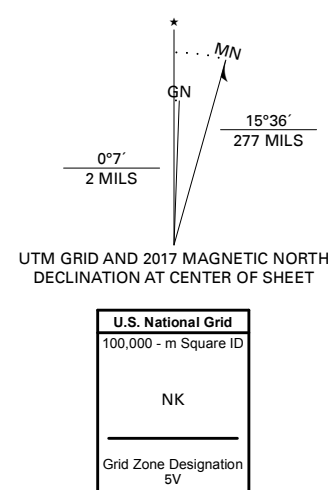 ★
MN
GN
15°36´
277 MILS
0°7´
2 MILS
UTM GRID AND 2017 MAGNETIC NORTH
DECLINATION AT CENTER OF SHEET
U.S. National Grid
100,000 - m Square ID
NK
Grid Zone Designation
5V